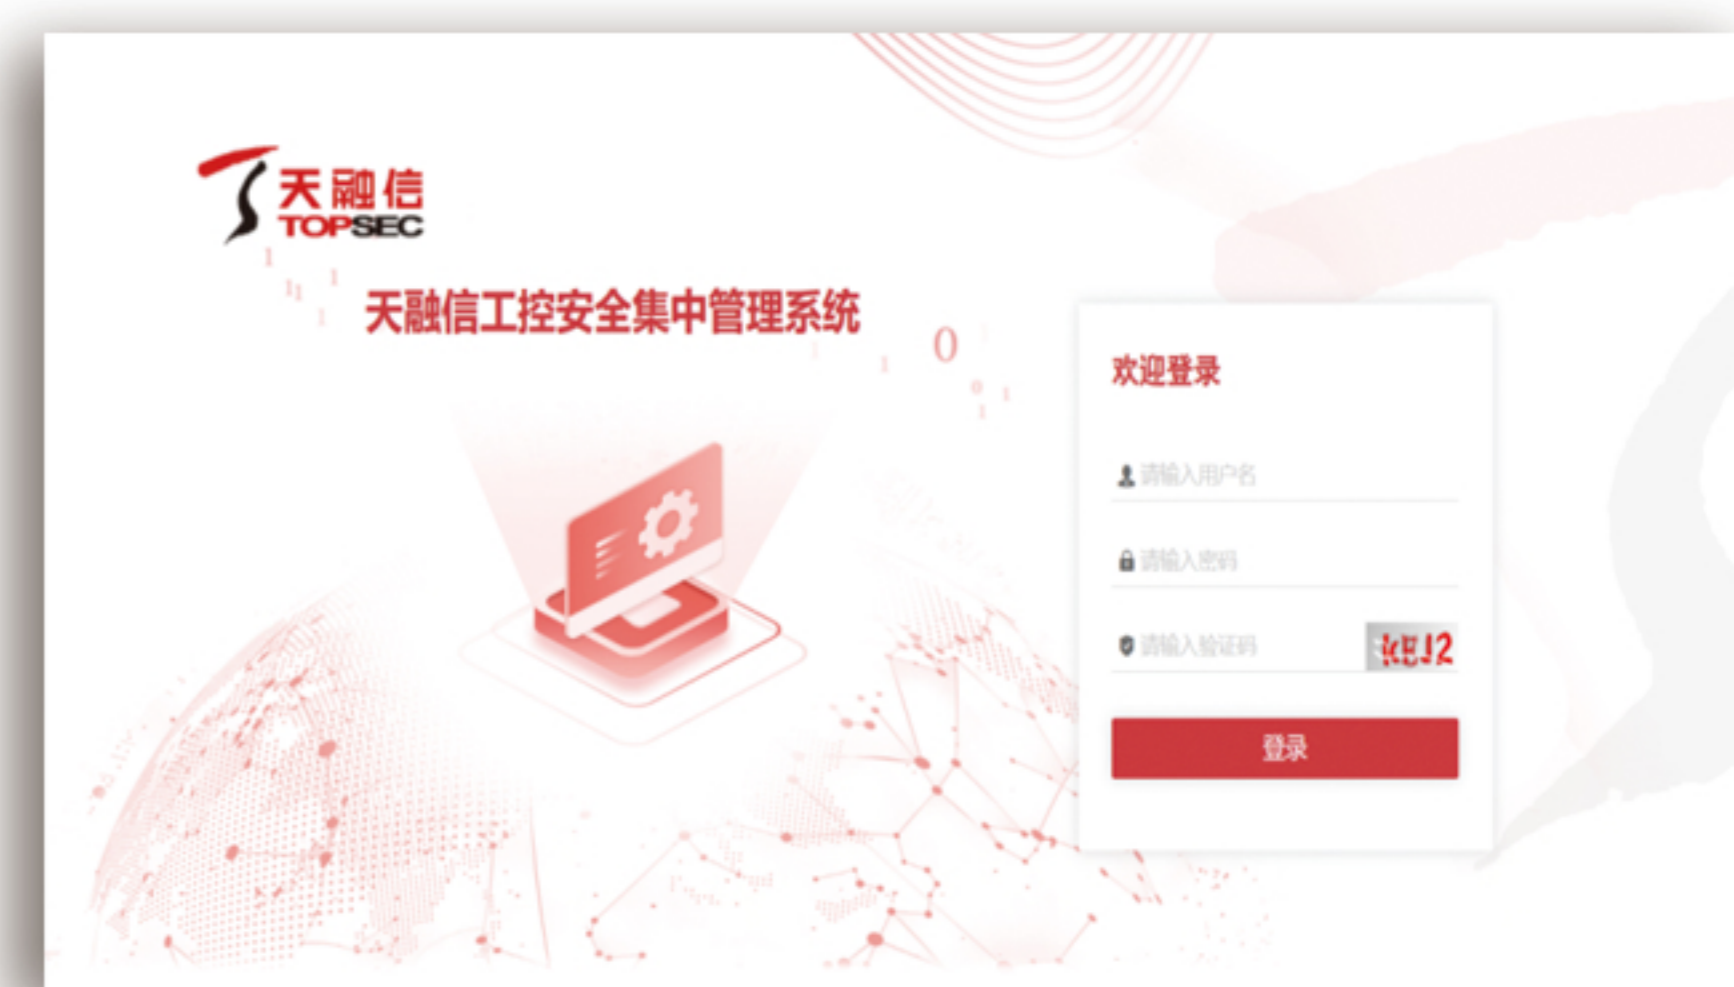 天融信
TOPSEC
天融信工控安全集中管理系统
欢迎登录
请输入用户名
请输入密码
请输入验证码
登录